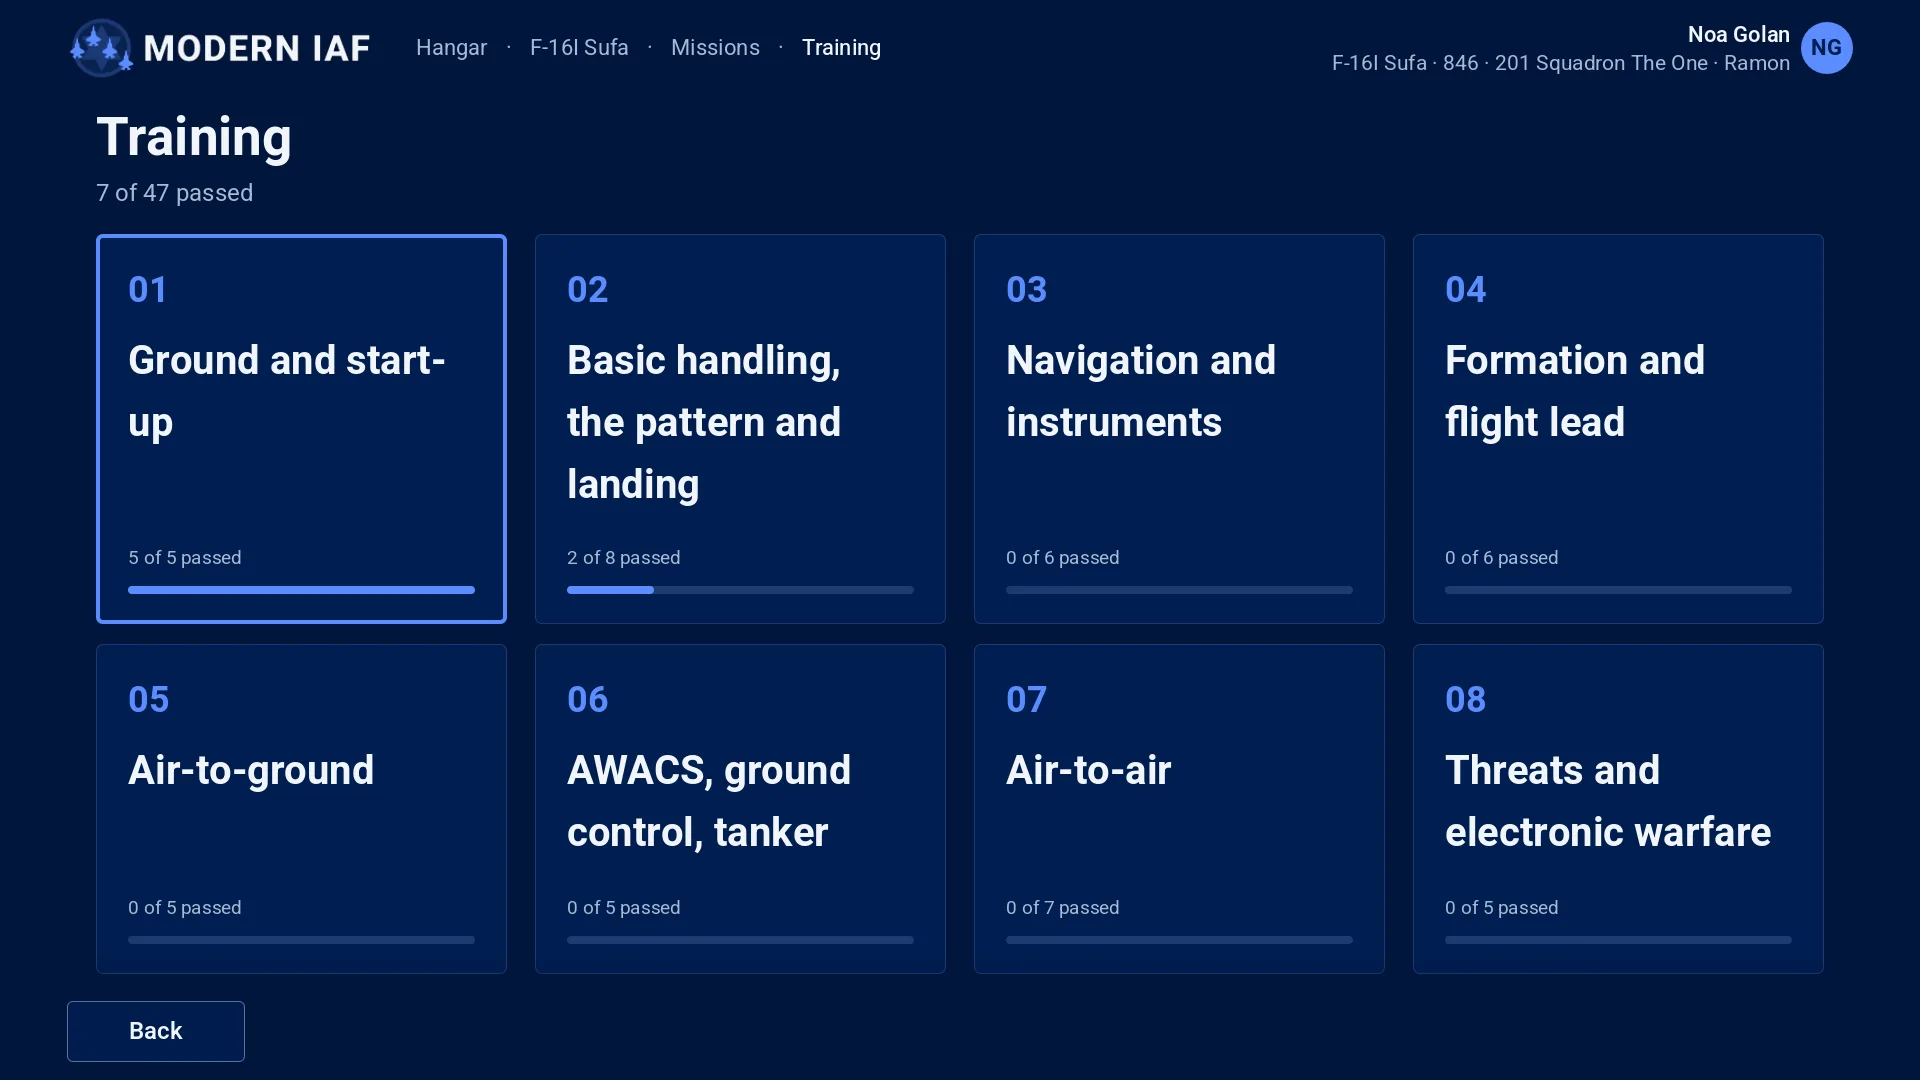 MODERN IAF
Hangar · F-16I Sufa · Missions · Training
Noa Golan
F-16I Sufa · 846 · 201 Squadron The One · Ramon
NG
Training
7 of 47 passed
01
Ground and start-
up
5 of 5 passed
02
Basic handling,
the pattern and
landing
2 of 8 passed
03
Navigation and
instruments
0 of 6 passed
04
Formation and
flight lead
0 of 6 passed
05
Air-to-ground
0 of 5 passed
06
AWACS, ground
control, tanker
0 of 5 passed
07
Air-to-air
0 of 7 passed
08
Threats and
electronic warfare
0 of 5 passed
Back